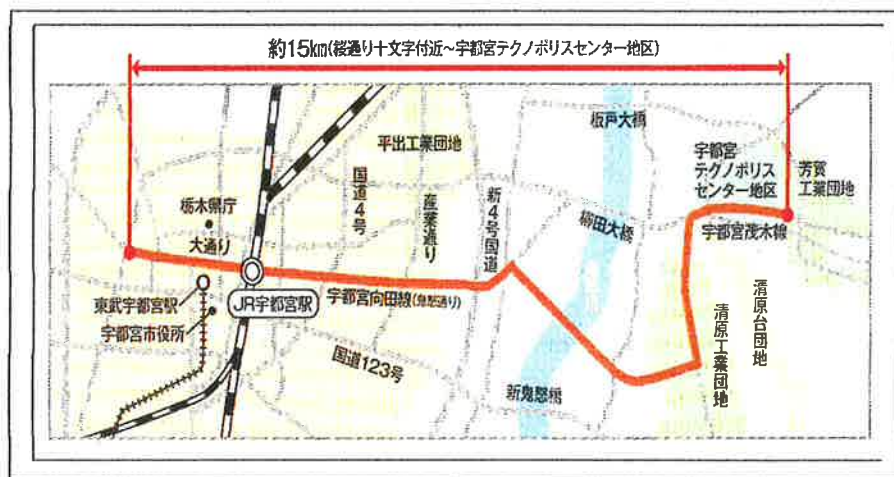 約15km(桜通り十文字付近~宇都宮テクノポリスセンター地区)
板戸大橋
平出工業団地
宇都宮
テクノポリス
センター地区
芳賀
工業団地
国道4号
産業通り
新4号国道
栃木県庁
大通り
柳田大橋
宇都宮茂木線
東武宇都宮駅
JR宇都宮駅
宇都宮向田線(鬼怒通り)
宇都宮市役所
国道123号
新鬼怒橋
清原工業団地
清原台団地